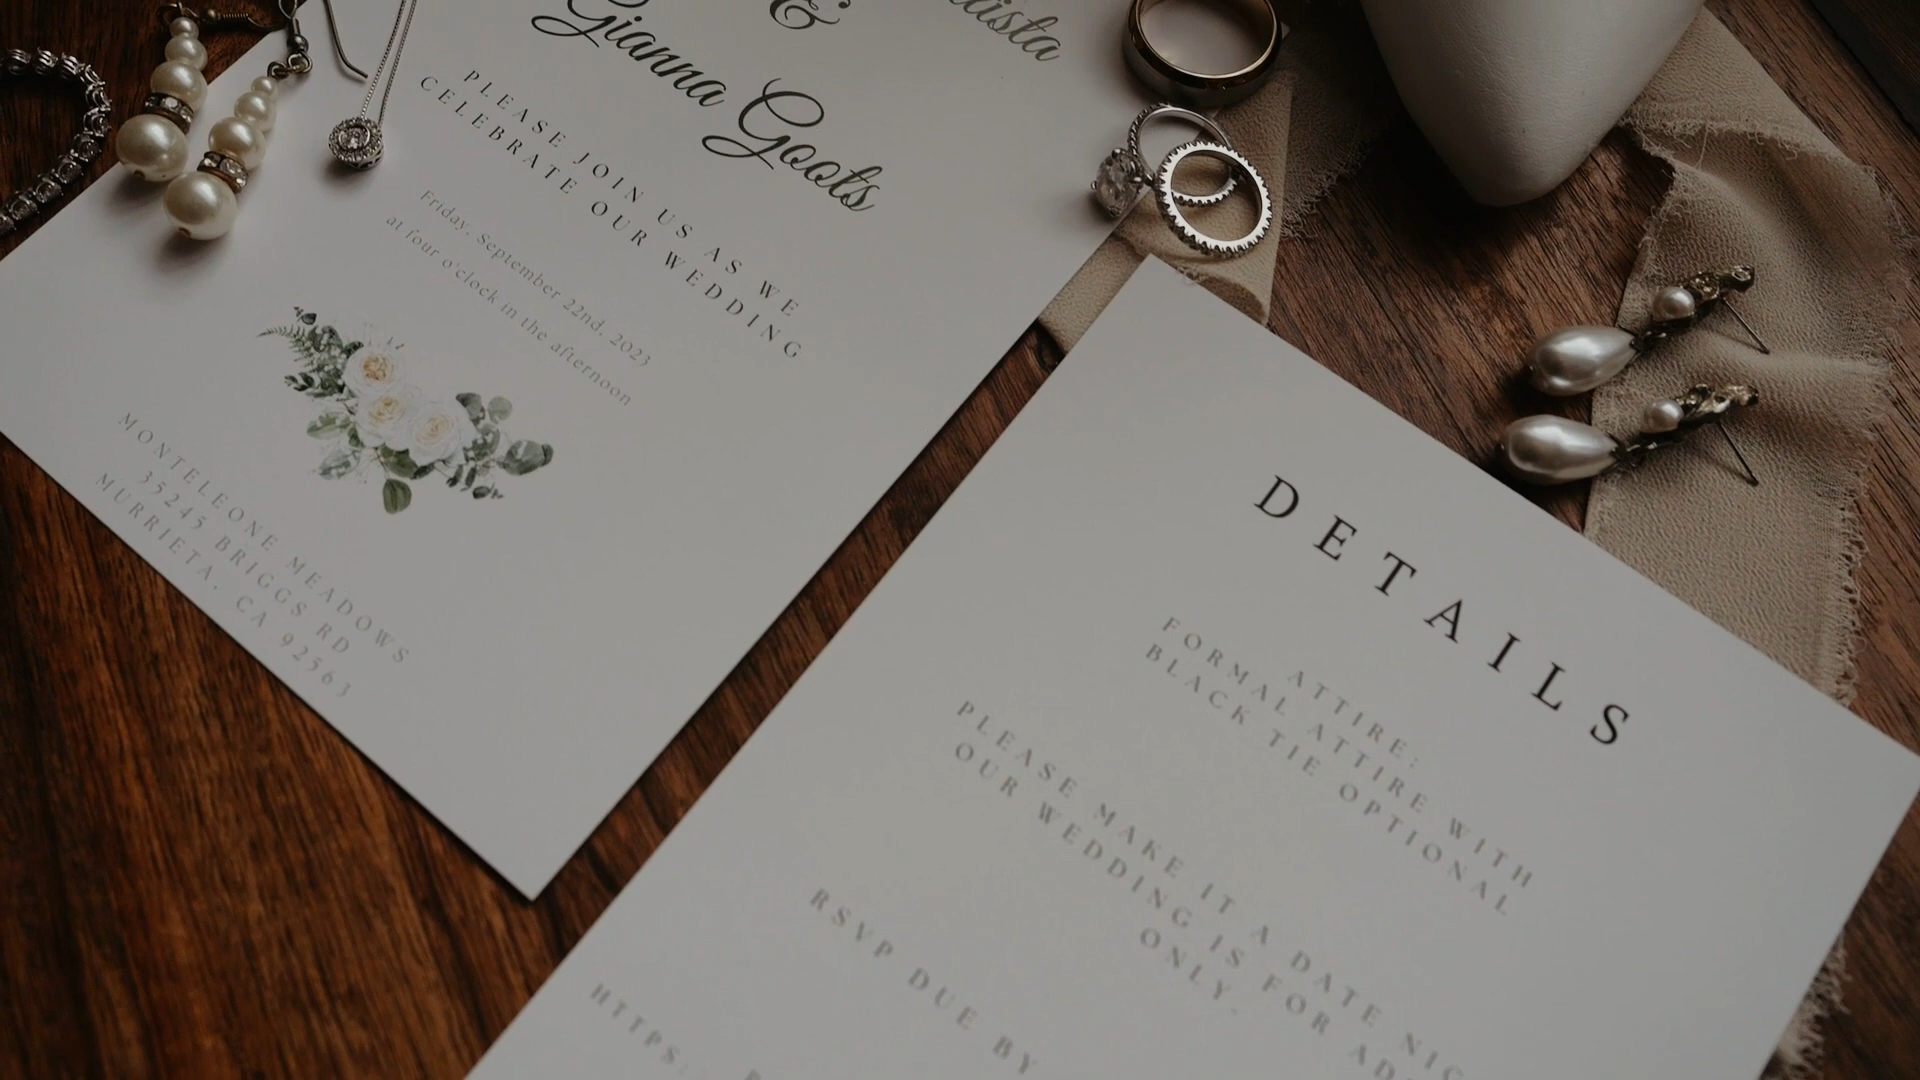 &
Gianna Goots
PLEASE JOIN US AS WE
CELEBRATE OUR WEDDING
Friday, September 22nd, 2023
at four o'clock in the afternoon
MONTELEONE MEADOWS
35245 BRIGGS RD
MURRIETA, CA 92563
DETAILS
ATTIRE:
FORMAL ATTIRE WITH
BLACK TIE OPTIONAL
PLEASE MAKE IT A DATE
OUR WEDDING IS FOR
ONLY.
RSVP DUE BY
HTTPS: